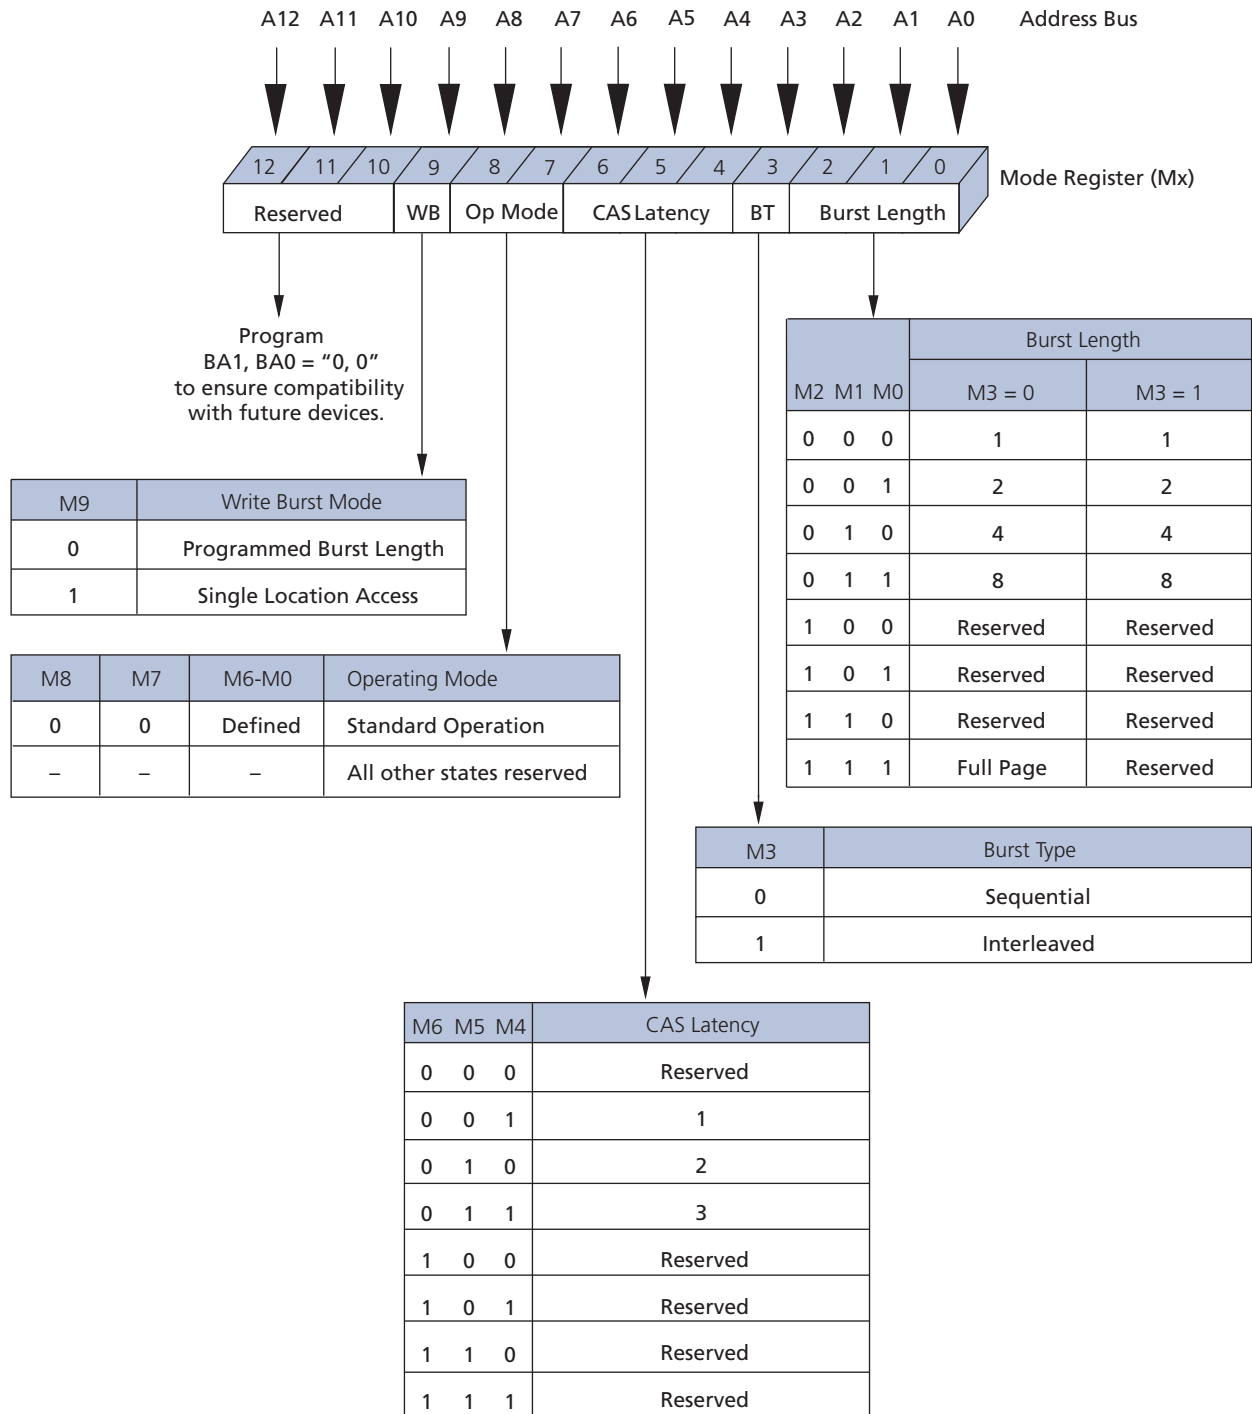 A12 A11 A10 A9 A8 A7 A6 A5 A4 A3 A2 A1 A0 Address Bus
12 11 10 9 8 7 6 5 4 3 2 1 0
Mode Register (Mx)
Reserved WB Op Mode CAS Latency BT Burst Length
Program
BA1, BA0 = “0, 0”
to ensure compatibility
with future devices.
Burst Length
M2 M1 M0 M3 = 0 M3 = 1
0 0 0 1 1
0 0 1 2 2
0 1 0 4 4
0 1 1 8 8
1 0 0 Reserved Reserved
1 0 1 Reserved Reserved
1 1 0 Reserved Reserved
1 1 1 Full Page Reserved
M9 Write Burst Mode
0 Programmed Burst Length
1 Single Location Access
M8 M7 M6-M0 Operating Mode
0 0 Defined Standard Operation
– – – All other states reserved
M3 Burst Type
0 Sequential
1 Interleaved
M6 M5 M4 CAS Latency
0 0 0 Reserved
0 0 1 1
0 1 0 2
0 1 1 3
1 0 0 Reserved
1 0 1 Reserved
1 1 0 Reserved
1 1 1 Reserved